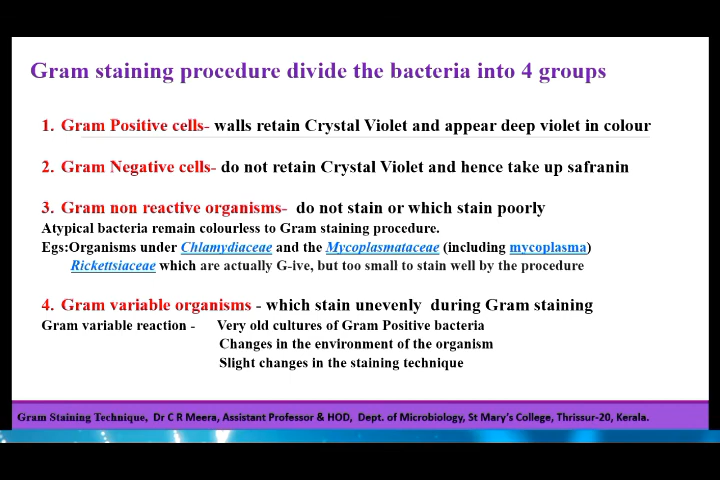 Gram staining procedure divide the bacteria into 4 groups
1. Gram Positive cells- walls retain Crystal Violet and appear deep violet in colour
2. Gram Negative cells- do not retain Crystal Violet and hence take up safranin
3. Gram non reactive organisms- do not stain or which stain poorly
Atypical bacteria remain colourless to Gram staining procedure.
Egs:Organisms under Chlamydiaceae and the Mycoplasmataceae (including mycoplasma)
Rickettsiaceae which are actually G-ive, but too small to stain well by the procedure
4. Gram variable organisms - which stain unevenly during Gram staining
Gram variable reaction - Very old cultures of Gram Positive bacteria
Changes in the environment of the organism
Slight changes in the staining technique
Gram Staining Technique, Dr C R Meera, Assistant Professor & HOD, Dept. of Microbiology, St Mary's College, Thrissur-20, Kerala.